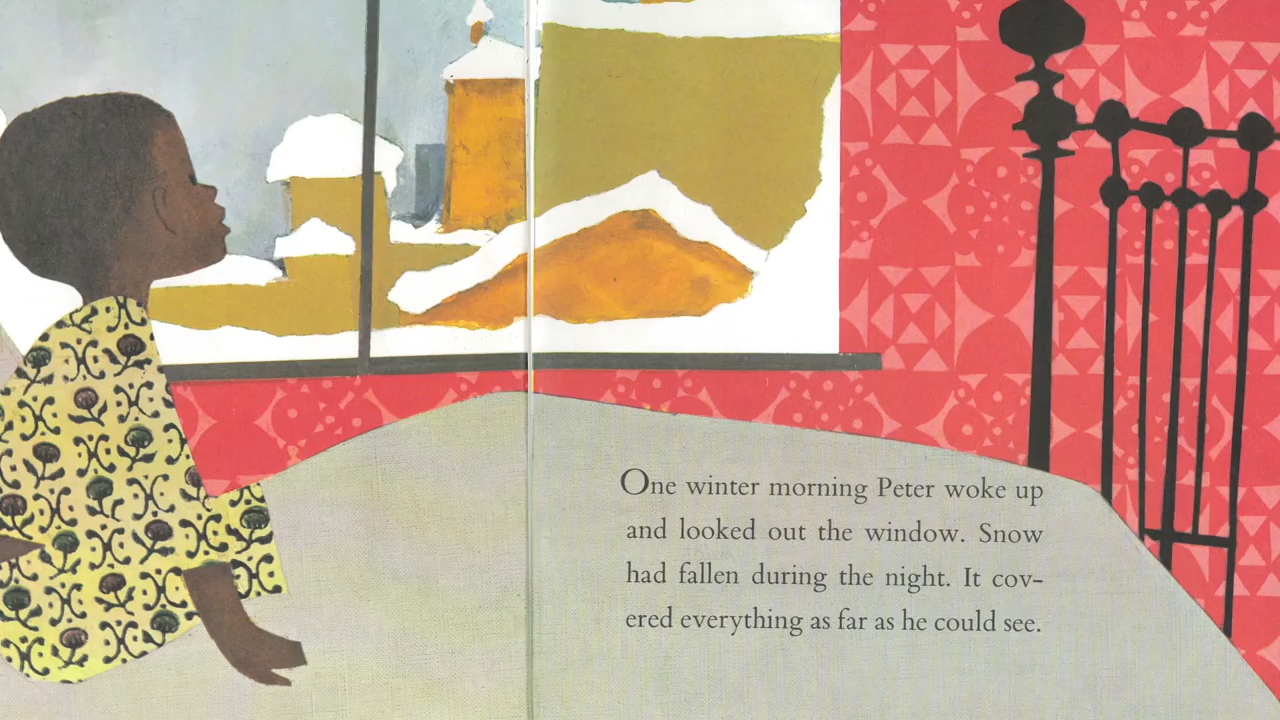 One winter morning Peter woke up
and looked out the window. Snow
had fallen during the night. It cov-
ered everything as far as he could see.